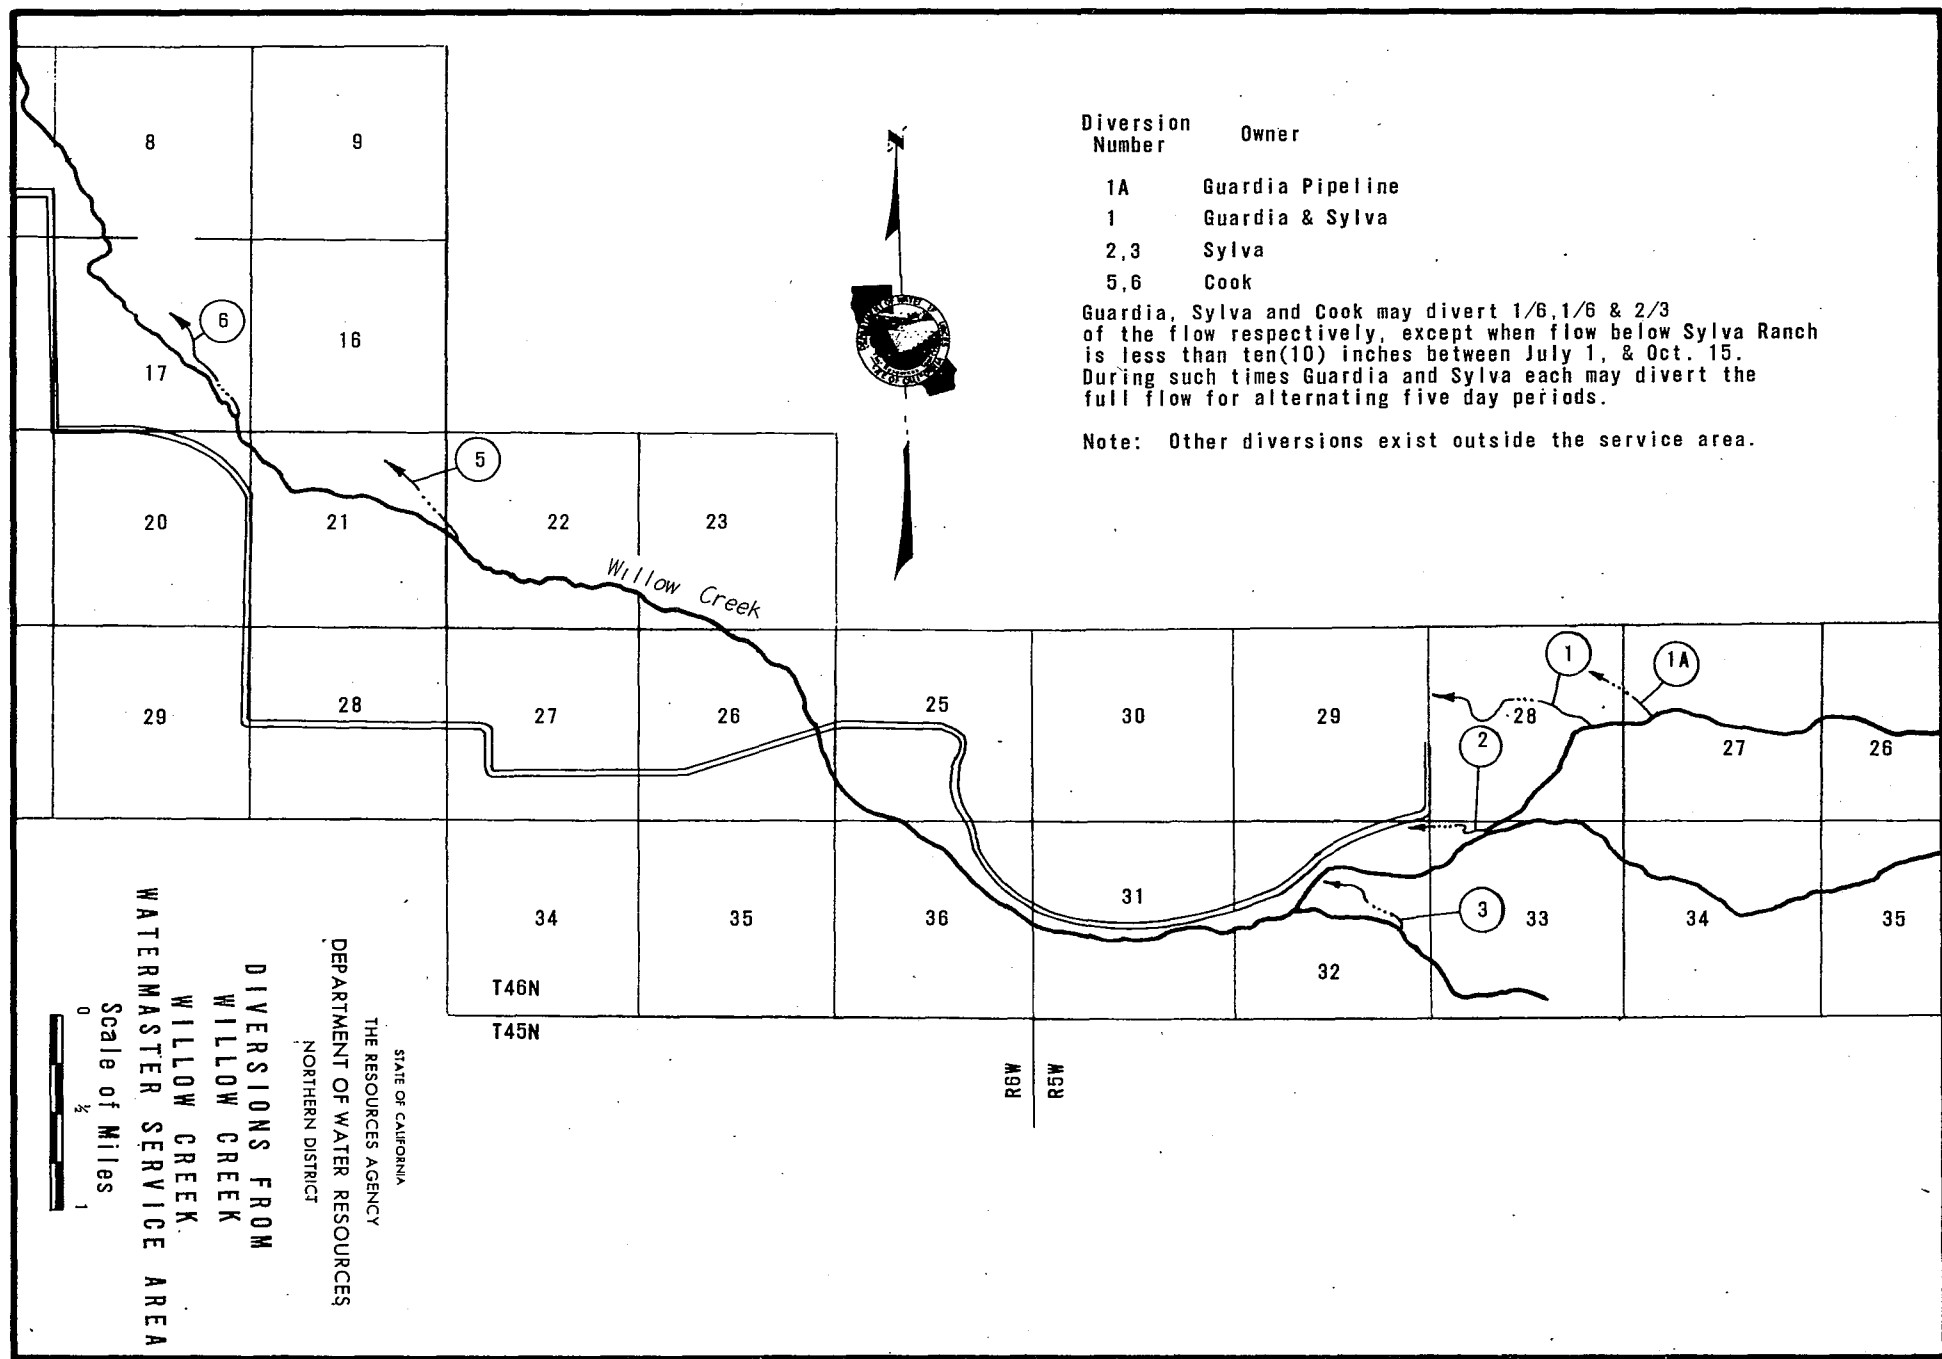 Diversion Number
Owner
1A Guardia Pipeline
1 Guardia & Sylva
2,3 Sylva
5,6 Cook
Guardia, Sylva and Cook may divert 1/6,1/6 & 2/3
of the flow respectively, except when flow below Sylva Ranch
is less than ten(10) inches between July 1, & Oct. 15.
During such times Guardia and Sylva each may divert the
full flow for alternating five day periods.
Note: Other diversions exist outside the service area.
N
8
9
6
16
17
5
20
21
22
23
Willow Creek
1
1A
29
28
27
26
25
30
29
28
2
27
26
34
35
36
31
32
3
33
34
35
T46N
T45N
R6W
R5W
STATE OF CALIFORNIA
THE RESOURCES AGENCY
DEPARTMENT OF WATER RESOURCES
NORTHERN DISTRICT
DIVERSIONS FROM
WILLOW CREEK
WILLOW CREEK
WATERMASTER SERVICE AREA
Scale of Miles
0 ½ 1